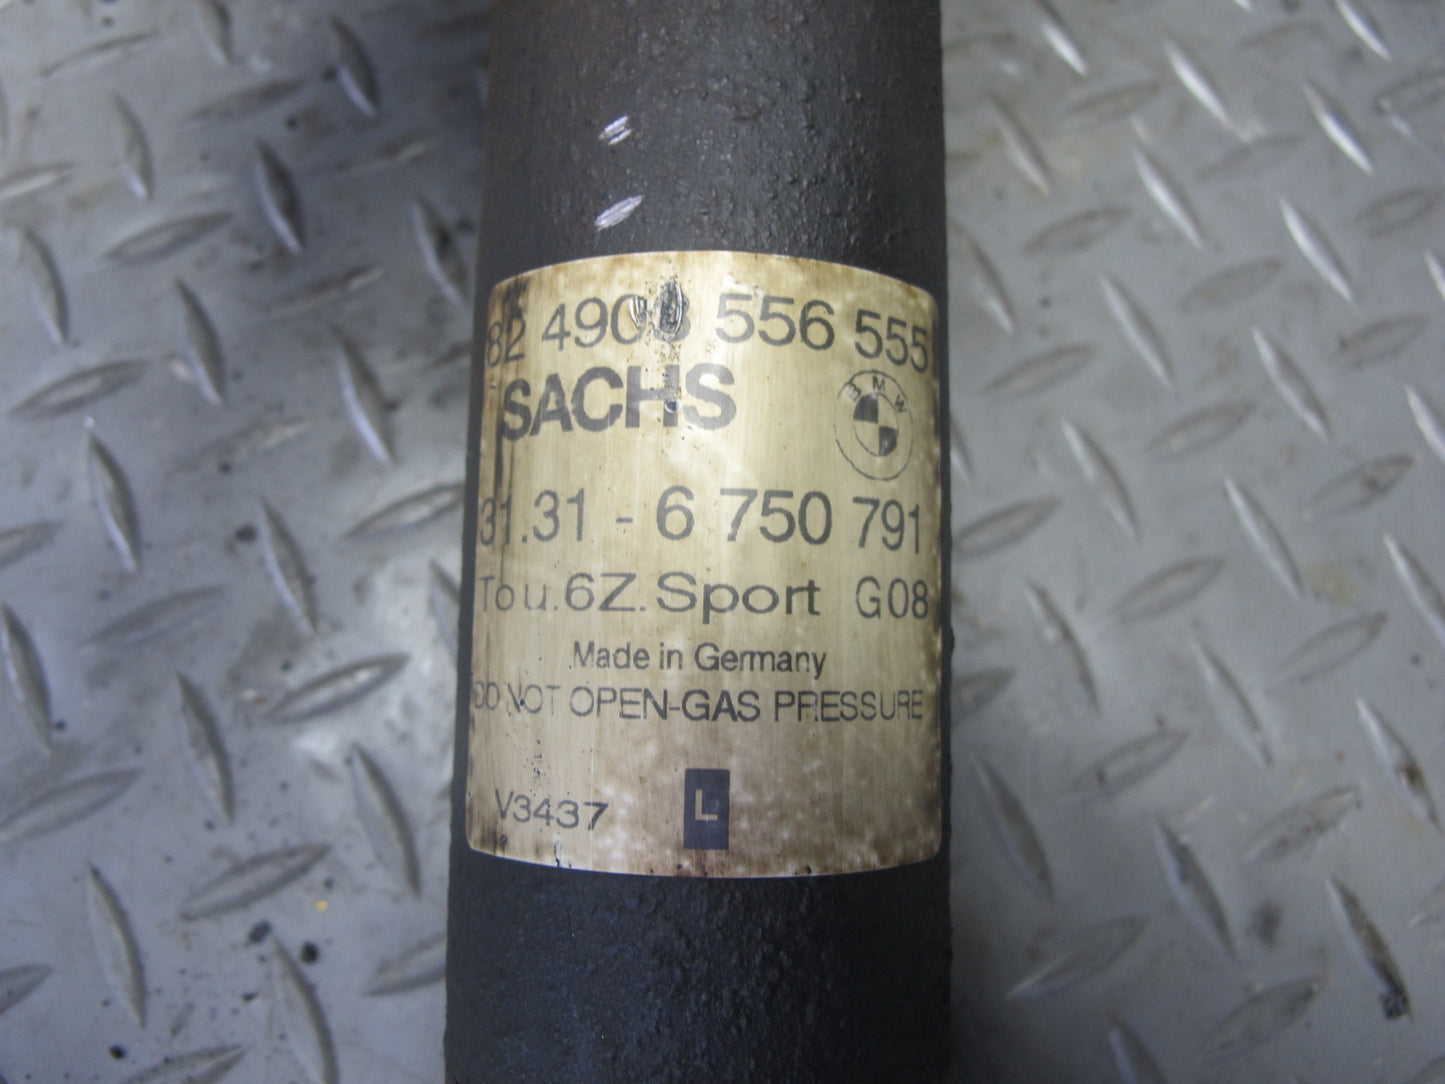 82 4903 556 555
SACHS
BMW
31.31 - 6 750 791
To u. 6Z. Sport G08
Made in Germany
DO NOT OPEN-GAS PRESSURE
V3437
L